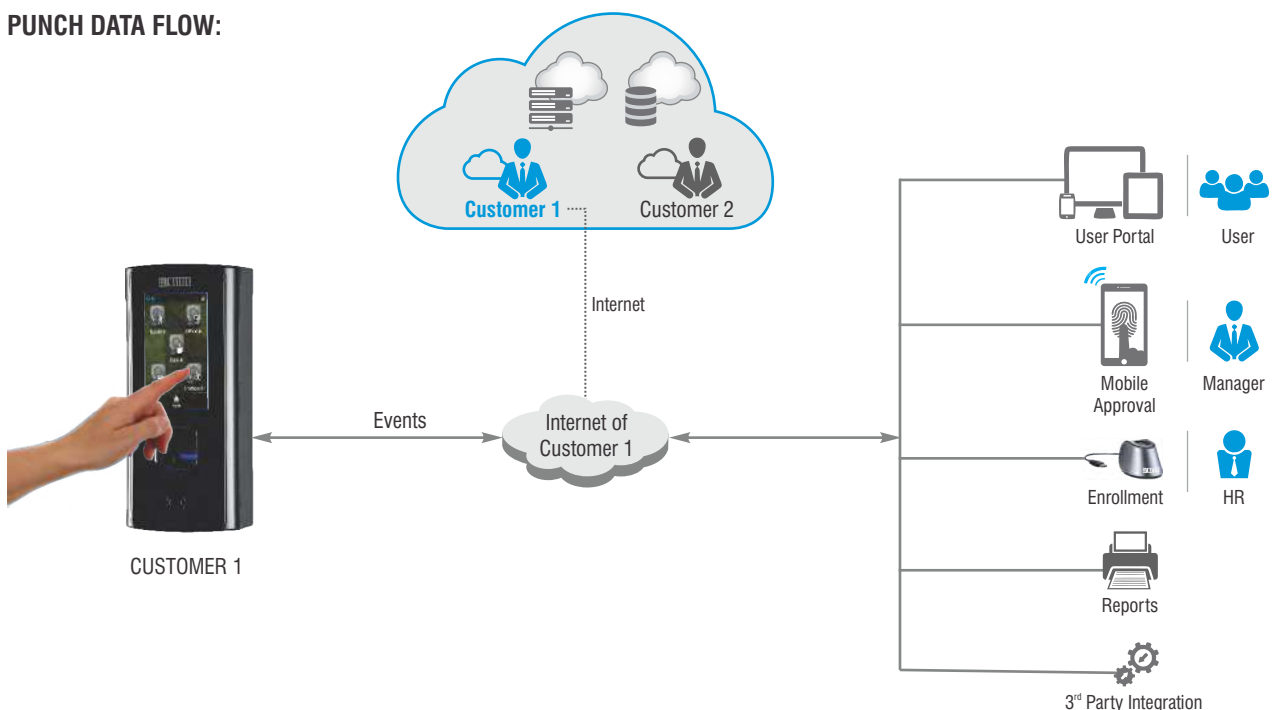 PUNCH DATA FLOW:
Customer 1
Customer 2
Internet
User Portal
User
Mobile
Approval
Manager
Events
Internet of
Customer 1
Enrollment
HR
CUSTOMER 1
Reports
3rd Party Integration